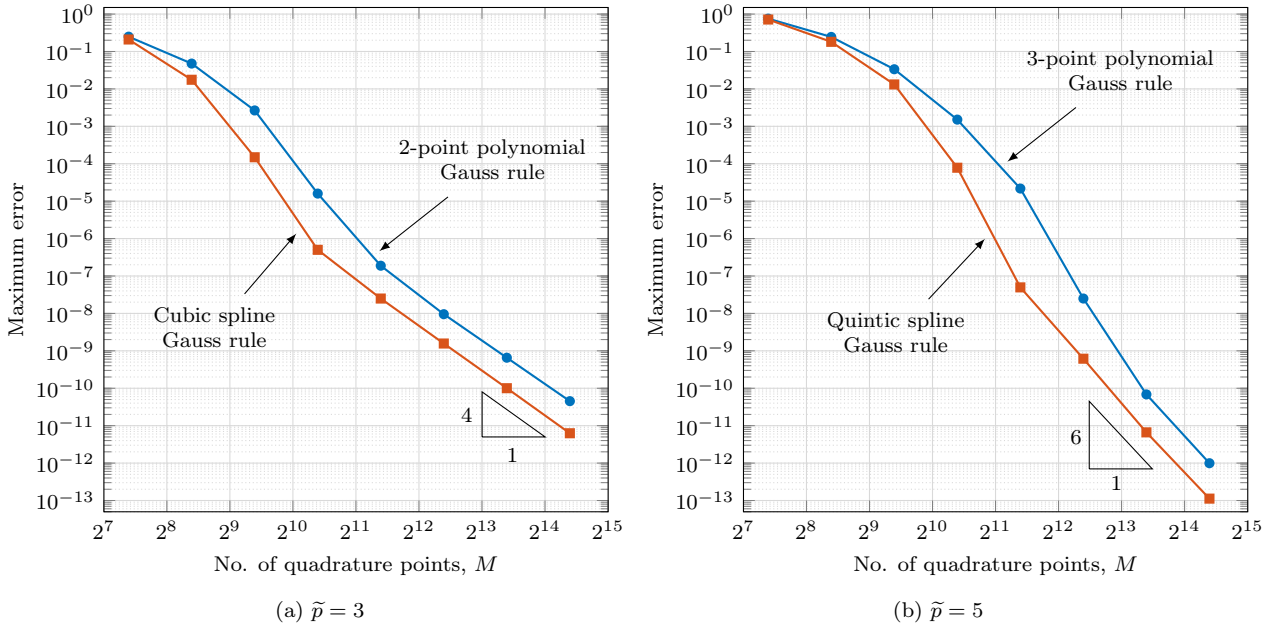 10^0
10^-1
10^-2
10^-3
10^-4
10^-5
10^-6
10^-7
10^-8
10^-9
10^-10
10^-11
10^-12
10^-13
Maximum error
2-point polynomial
Gauss rule
Cubic spline
Gauss rule
4
1
2^7 2^8 2^9 2^10 2^11 2^12 2^13 2^14 2^15
No. of quadrature points, M
(a) p̃ = 3
10^0
10^-1
10^-2
10^-3
10^-4
10^-5
10^-6
10^-7
10^-8
10^-9
10^-10
10^-11
10^-12
10^-13
Maximum error
3-point polynomial
Gauss rule
Quintic spline
Gauss rule
6
1
2^7 2^8 2^9 2^10 2^11 2^12 2^13 2^14 2^15
No. of quadrature points, M
(b) p̃ = 5